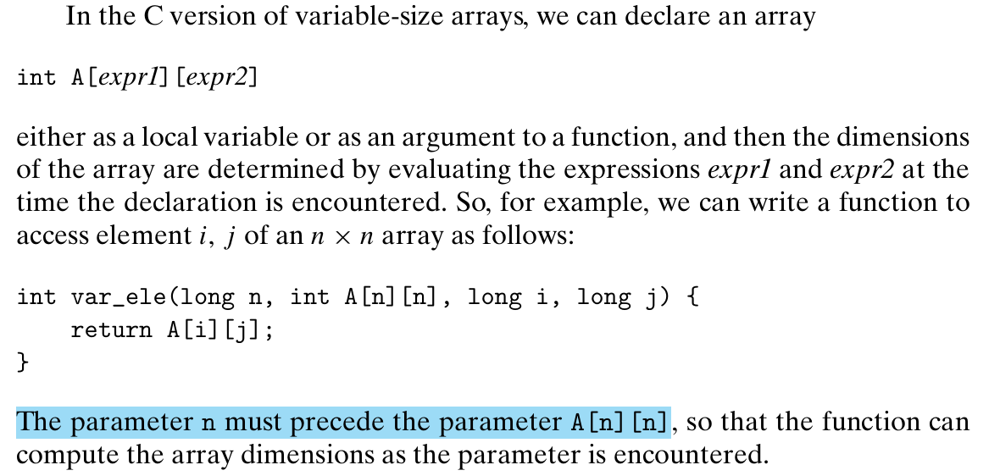 In the C version of variable-size arrays, we can declare an array
int A[expr1][expr2]
either as a local variable or as an argument to a function, and then the dimensions
of the array are determined by evaluating the expressions expr1 and expr2 at the
time the declaration is encountered. So, for example, we can write a function to
access element i, j of an n × n array as follows:
int var_ele(long n, int A[n][n], long i, long j) {
    return A[i][j];
}
The parameter n must precede the parameter A[n][n], so that the function can
compute the array dimensions as the parameter is encountered.